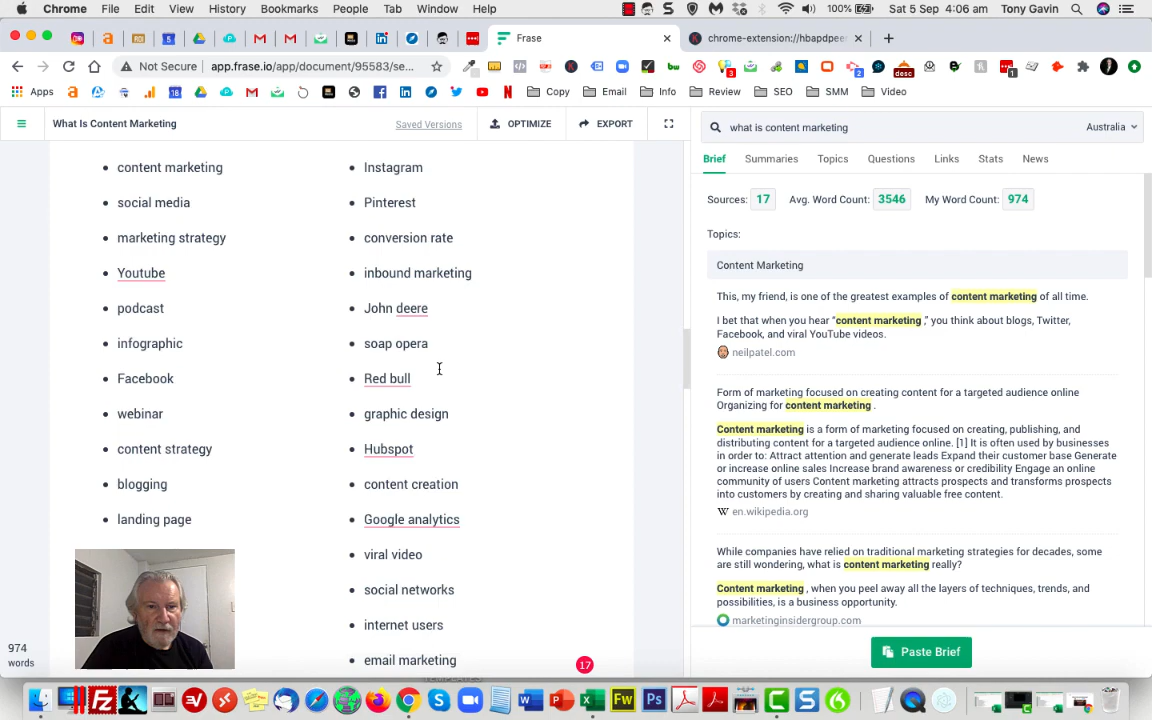 Chrome File Edit View History Bookmarks People Tab Window Help 100% Sat 5 Sep 4:06 am Tony Gavin
Frase
chrome-extension://hbapdpee
Not Secure app.frase.io/app/document/95583/se...
Apps
Copy
Email
Info
Review
SEO
SMM
Video
What Is Content Marketing
Saved Versions
OPTIMIZE
EXPORT
content marketing
social media
marketing strategy
Youtube
podcast
infographic
Facebook
webinar
content strategy
blogging
landing page
Instagram
Pinterest
conversion rate
inbound marketing
John deere
soap opera
Red bull
graphic design
Hubspot
content creation
Google analytics
viral video
social networks
internet users
email marketing
974
words
17
what is content marketing
Australia
Brief Summaries Topics Questions Links Stats News
Sources: 17 Avg. Word Count: 3546 My Word Count: 974
Topics:
Content Marketing
This, my friend, is one of the greatest examples of content marketing of all time.
I bet that when you hear “content marketing ,” you think about blogs, Twitter,
Facebook, and viral YouTube videos.
neilpatel.com
Form of marketing focused on creating content for a targeted audience online
Organizing for content marketing .
Content marketing is a form of marketing focused on creating, publishing, and
distributing content for a targeted audience online. [1] It is often used by businesses
in order to: Attract attention and generate leads Expand their customer base Generate
or increase online sales Increase brand awareness or credibility Engage an online
community of users Content marketing attracts prospects and transforms prospects
into customers by creating and sharing valuable free content.
en.wikipedia.org
While companies have relied on traditional marketing strategies for decades, some
are still wondering, what is content marketing really?
Content marketing , when you peel away all the layers of techniques, trends, and
possibilities, is a business opportunity.
marketinginsidergroup.com
Paste Brief